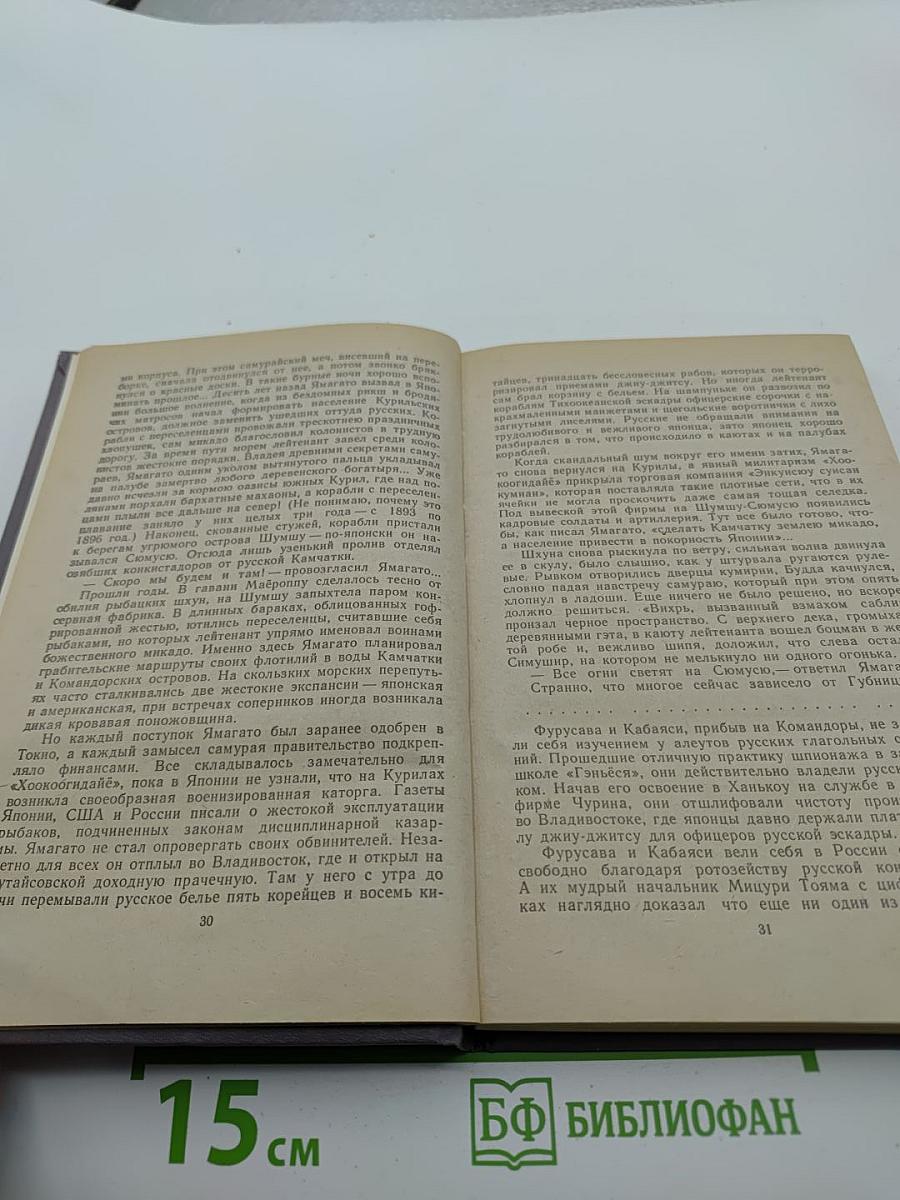 ми корпуса. При этом самурайский меч, висевший на пере-
борке, сначала отодвинулся от нее, а потом звонко бряк-
нулся о красные доски. В такие бурные ночи хорошо вспо-
минать прошлое... Десять лет назад Ямагато вызвал в Япо-
нии большое волнение, когда из бездомных рикш и бродя-
чих матросов начал формировать население Курильских
островов, должное заменить ушедших оттуда русских. Ко-
рабли с переселенцами провожали трескотнею праздничных
хлопушек, сам микадо благословил колонистов в трудную
дорогу. За время пути морем лейтенант завел среди коло-
нистов жестокие порядки. Владея древними секретами саму-
раев, Ямагато одним уколом вытянутого пальца укладывал
на палубе замертво любого деревенского богатыря... Уже
давно исчезли за кормою оазисы южных Курил, где над по-
лянами порхали бархатные махаоны, а корабли с переселен-
цами плыли все дальше на север! (Не понимаю, почему это
плавание заняло у них целых три года — с 1893 по
1896 год.) Наконец, скованные стужей, корабли пристали
к берегам угрюмого острова Шумшу — по-японски он на-
зывался Сюмусю. Отсюда лишь узенький пролив отделял
озябших конкистадоров от русской Камчатки.
— Скоро мы будем и там! — провозгласил Ямагато...
Прошли годы. В гавани Маёроппу сделалось тесно от
обилия рыбацких шхун, на Шумшу запыхтела паром кон-
сервная фабрика. В длинных бараках, облицованных гоф-
рированной жестью, ютились переселенцы, считавшие себя
рыбаками, но которых лейтенант упрямо именовал воинами
божественного микадо. Именно здесь Ямагато планировал
грабительские маршруты своих флотилий в воды Камчатки
и Командорских островов. На скользких морских перепуть-
ях часто сталкивались две жестокие экспансии — японская
и американская, при встречах соперников иногда возникала
дикая кровавая поножовщина.
Но каждый поступок Ямагато был заранее одобрен в
Токио, а каждый замысел самурая правительство подкреп-
ляло финансами. Все складывалось замечательно для
«Хоокоогидайё», пока в Японии не узнали, что на Курилах
возникла своеобразная военизированная каторга. Газеты
Японии, США и России писали о жестокой эксплуатации
рыбаков, подчиненных законам дисциплинарной казар-
мы. Ямагато не стал опровергать своих обвинителей. Неза-
етно для всех он отплыл во Владивосток, где и открыл на
утайсовской доходную прачечную. Там у него с утра до
чи перемывали русское белье пять корейцев и восемь ки-
30
тайцев, тринадцать бессловесных рабов, которых он терро-
ризировал приемами джиу-джитсу. Но иногда лейтенант
сам брал корзину с бельем. На шампуньке он развозил по
кораблям Тихоокеанской эскадры офицерские сорочки с на-
крахмаленными манжетами и щегольские воротнички с лихо
загнутыми лиселями. Русские не обращали внимания на
трудолюбивого и вежливого японца, зато японец хорошо
разбирался в том, что происходило в каютах и на палубах
кораблей.
Когда скандальный шум вокруг его имени затих, Ямага-
то снова вернулся на Курилы, а явный милитаризм «Хоо-
коогидайё» прикрыла торговая компания «Энкунсюу суисан
кумиан», которая поставляла такие плотные сети, что в их
ячейки не могла проскочить даже самая тощая селедка.
Под вывеской этой фирмы на Шумшу-Сюмусю появились
кадровые солдаты и артиллерия. Тут все было готово, что-
бы, как писал Ямагато, «сделать Камчатку землею микадо,
а население привести в покорность Японии»...
Шхуна снова рыскнула по ветру, сильная волна двинула
ее в скулу, было слышно, как у штурвала ругаются руле-
вые. Рывком отворились дверцы кумирни, Будда качнулся,
словно падая навстречу самураю, который при этом опять
хлопнул в ладоши. Еще ничего не было решено, но вскоре
должно решиться. «Вихрь, вызванный взмахом сабли
пронзал черное пространство. С верхнего дека, громыха
деревянными гэта, в каюту лейтенанта вошел боцман в же
той робе и, вежливо шипя, доложил, что слева остал
Симушир, на котором не мелькнуло ни одного огонька.
— Все огни светят на Сюмусю,— ответил Ямага
Странно, что многое сейчас зависело от Губниц
Фурусава и Кабаяси, прибыв на Командоры, не з
ли себя изучением у алеутов русских глагольных с
ний. Прошедшие отличную практику шпионажа в за
школе «Гэньёся», они действительно владели русск
ком. Начав его освоение в Ханькоу на службе в
фирме Чурина, они отшлифовали чистоту прои
во Владивостоке, где японцы давно держали плат
лу джиу-джитсу для офицеров русской эскадры.
Фурусава и Кабаяси вели себя в России
свободно благодаря ротозейству русской кон
А их мудрый начальник Мицури Тояма с циф
ках наглядно доказал что еще ни один из
31
15 см
БФ БИБЛИОФАН